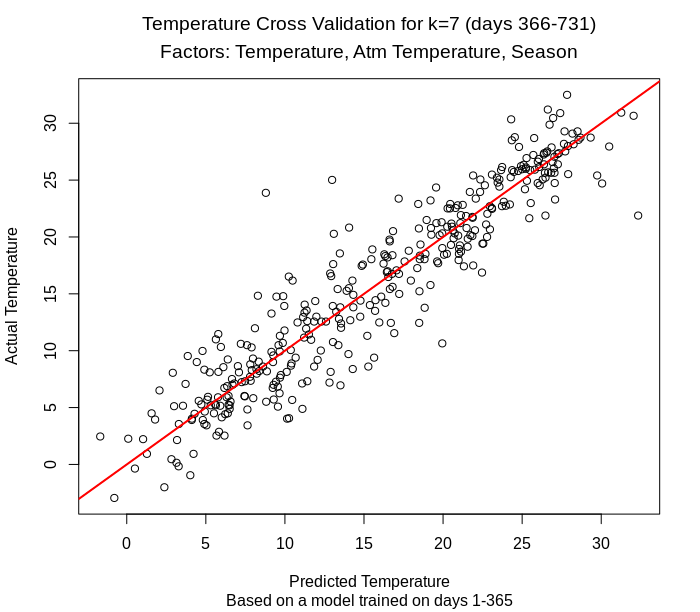 Temperature Cross Validation for k=7 (days 366-731)
Factors: Temperature, Atm Temperature, Season
Actual Temperature
30
25
20
15
10
5
0
0 5 10 15 20 25 30
Predicted Temperature
Based on a model trained on days 1-365